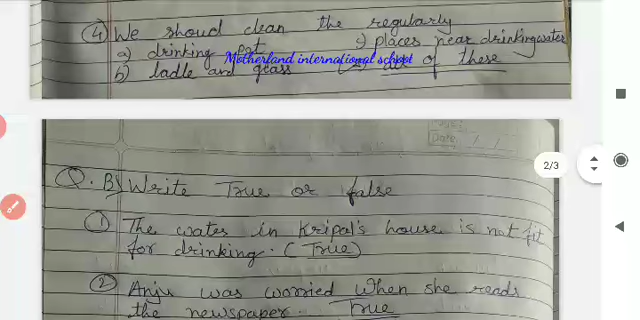 ④ We shoud clean the regularly
a) drinking pot c) places near drinking water
b) ladle and glass d) all of these
Motherland international school
Date: / /
2/3
Q. B) Write True or false
① The water in Kripal's house is not fit
for drinking. (True)
② Anju was worried when she reads
the newspaper. True